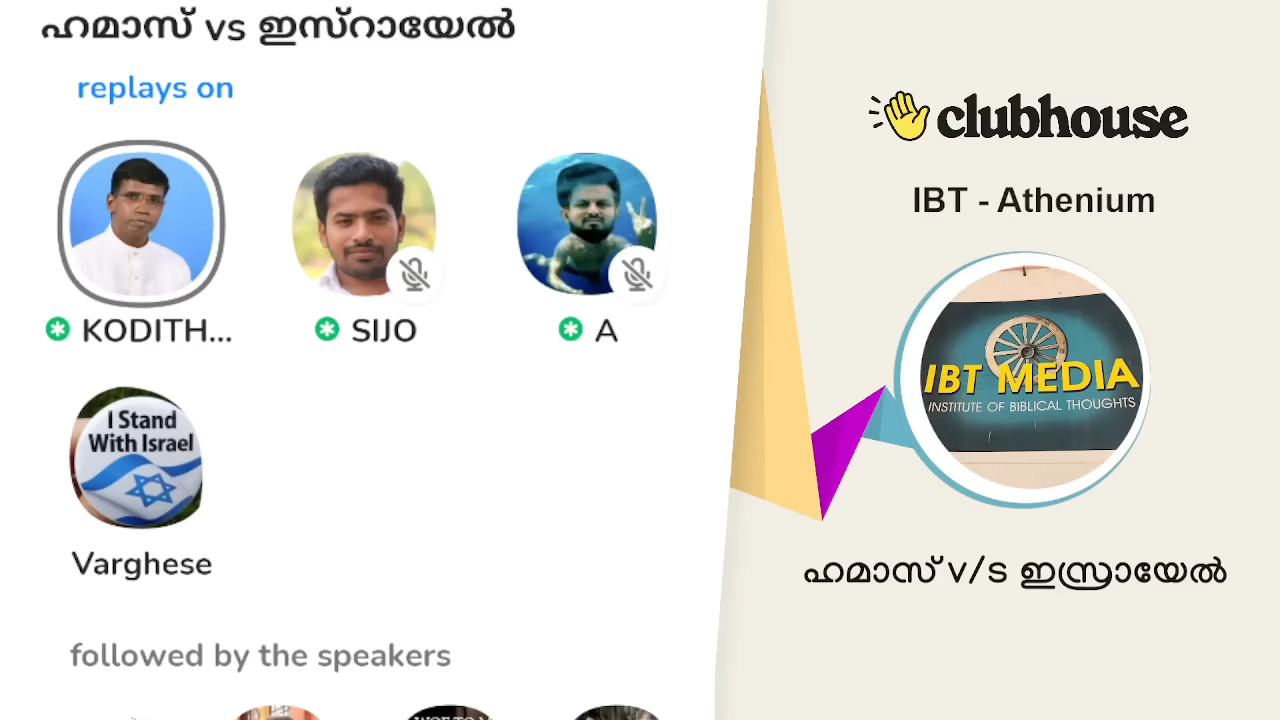 ഹമാസ് vs ഇസ്റായേൽ
replays on
KODITH...
SIJO
A
I Stand
With Israel
Varghese
followed by the speakers
clubhouse
IBT - Athenium
IBT MEDIA
INSTITUTE OF BIBLICAL THOUGHTS
ഹമാസ് v/s ഇസ്രായേൽ